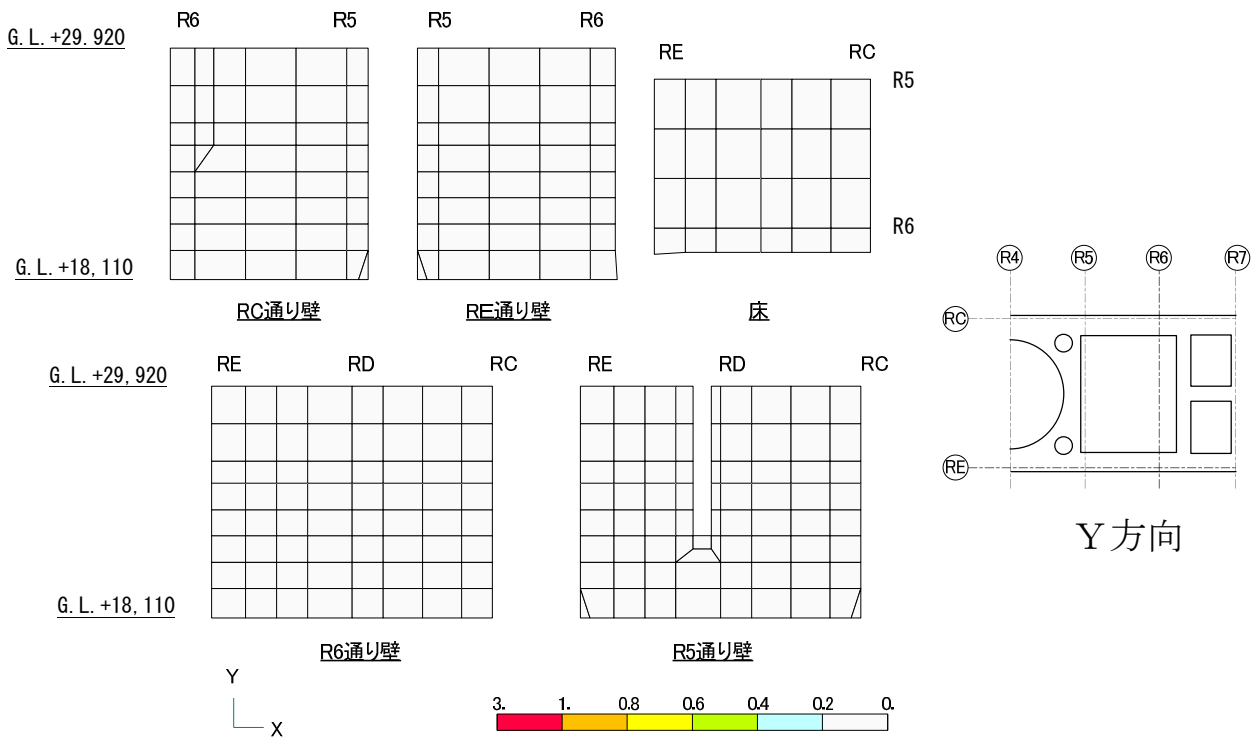 R6 R5 R5 R6
G.L.+29.920
RE RC
R5
R6
G.L.+18,110
RC通り壁 RE通り壁 床
R4 R5 R6 R7
RC
RE
Y方向
RE RD RC RE RD RC
G.L.+29,920
G.L.+18,110
R6通り壁 R5通り壁
Y
X
3. 1. 0.8 0.6 0.4 0.2 0.